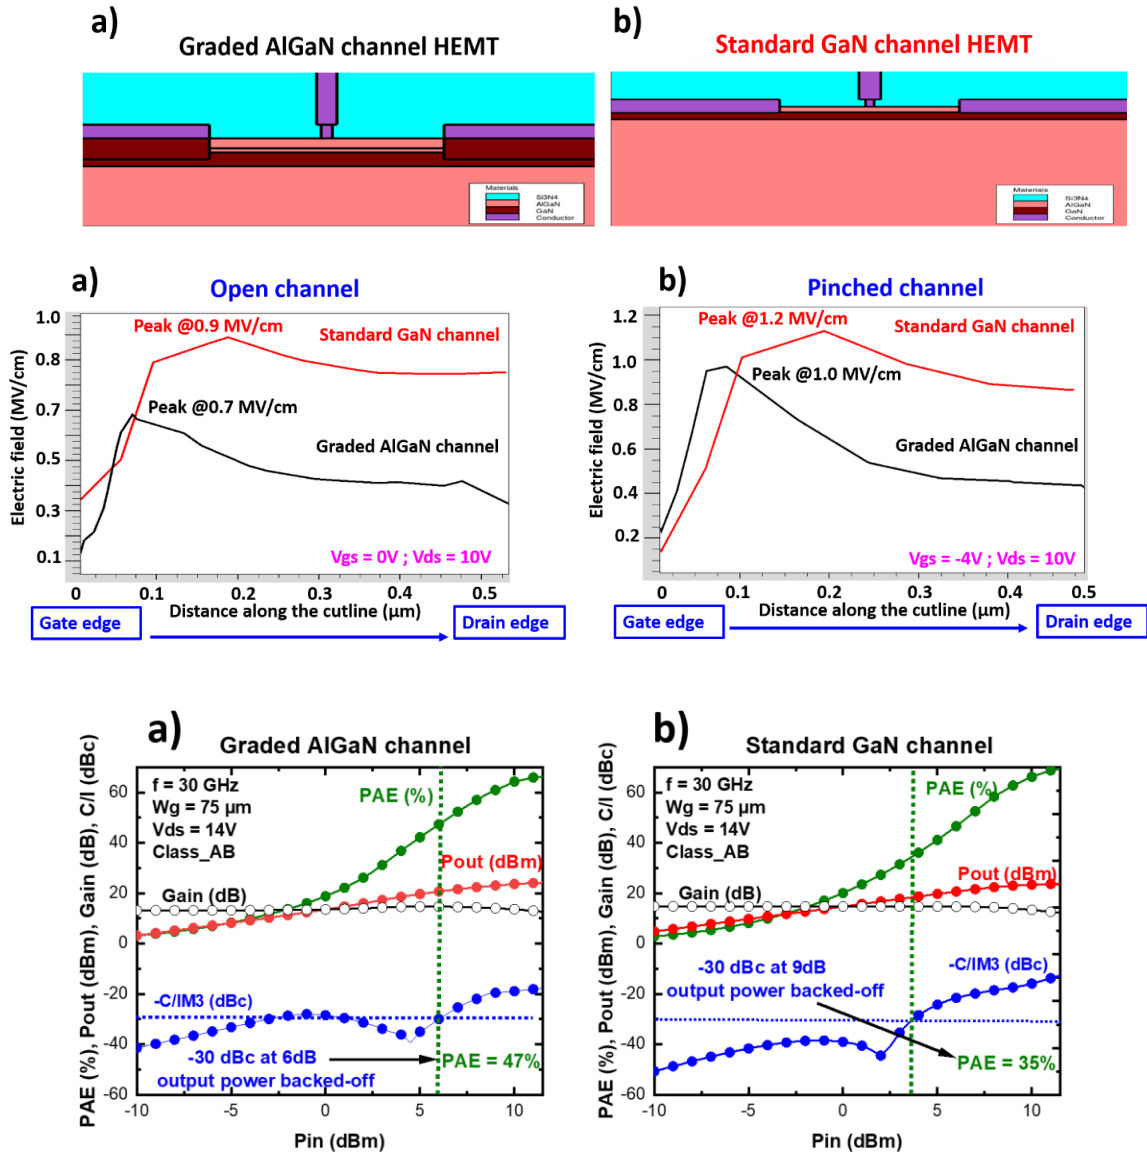 a)
Graded AlGaN channel HEMT
b)
Standard GaN channel HEMT
Materials
Si3N4
AlGaN
GaN
Conductor
Materials
Si3N4
AlGaN
GaN
Conductor
a)
Open channel
Electric field (MV/cm)
1.0
0.8
0.7
0.5
0.3
0.1
Peak @0.9 MV/cm
Standard GaN channel
Peak @0.7 MV/cm
Graded AlGaN channel
Vgs = 0V ; Vds = 10V
0
0.1
0.2
0.3
0.4
0.5
Distance along the cutline (µm)
Gate edge
Drain edge
b)
Pinched channel
Electric field (MV/cm)
1.2
1.0
0.8
0.6
0.4
0.2
Peak @1.2 MV/cm
Standard GaN channel
Peak @1.0 MV/cm
Graded AlGaN channel
Vgs = -4V ; Vds = 10V
0
0.1
0.2
0.3
0.4
0.5
Distance along the cutline (µm)
Gate edge
Drain edge
a)
Graded AlGaN channel
PAE (%), Pout (dBm), Gain (dB), C/I (dBc)
60
40
20
0
-20
-40
-60
f = 30 GHz
Wg = 75 µm
Vds = 14V
Class_AB
PAE (%)
Pout (dBm)
Gain (dB)
-C/IM3 (dBc)
-30 dBc at 6dB
output power backed-off
PAE = 47%
-10
-5
0
5
10
Pin (dBm)
b)
Standard GaN channel
PAE (%), Pout (dBm), Gain (dB), C/I (dBc)
60
40
20
0
-20
-40
-60
f = 30 GHz
Wg = 75 µm
Vds = 14V
Class_AB
PAE (%)
Pout (dBm)
Gain (dB)
-C/IM3 (dBc)
-30 dBc at 9dB
output power backed-off
PAE = 35%
-10
-5
0
5
10
Pin (dBm)